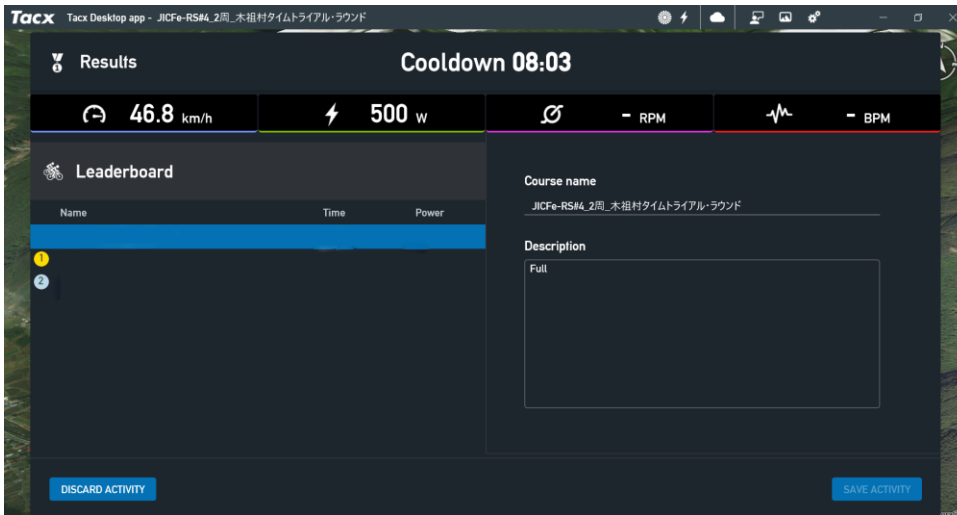 Tacx Tacx Desktop app - JICFe-RS#4_2周_木祖村タイムトライアル・ラウンド
Results
Cooldown 08:03
46.8 km/h
500 W
- RPM
- BPM
Leaderboard
Name Time Power
1
2
Course name
JICFe-RS#4_2周_木祖村タイムトライアル・ラウンド
Description
Full
DISCARD ACTIVITY
SAVE ACTIVITY